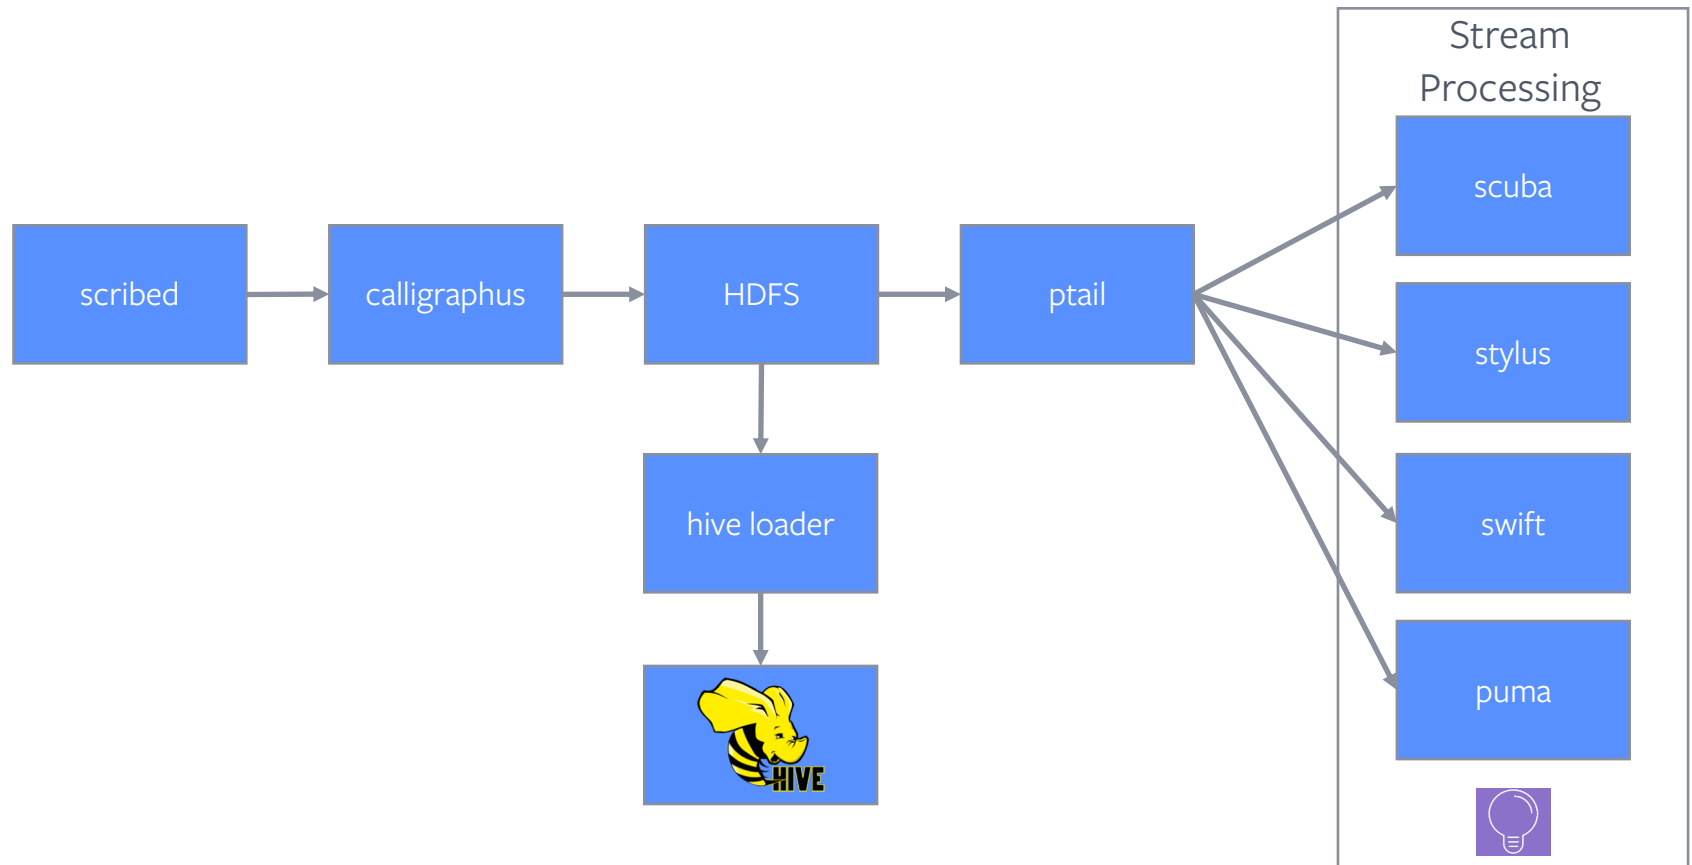 Stream
Processing
scuba
scribed
calligraphus
HDFS
ptail
stylus
hive loader
swift
HIVE
puma